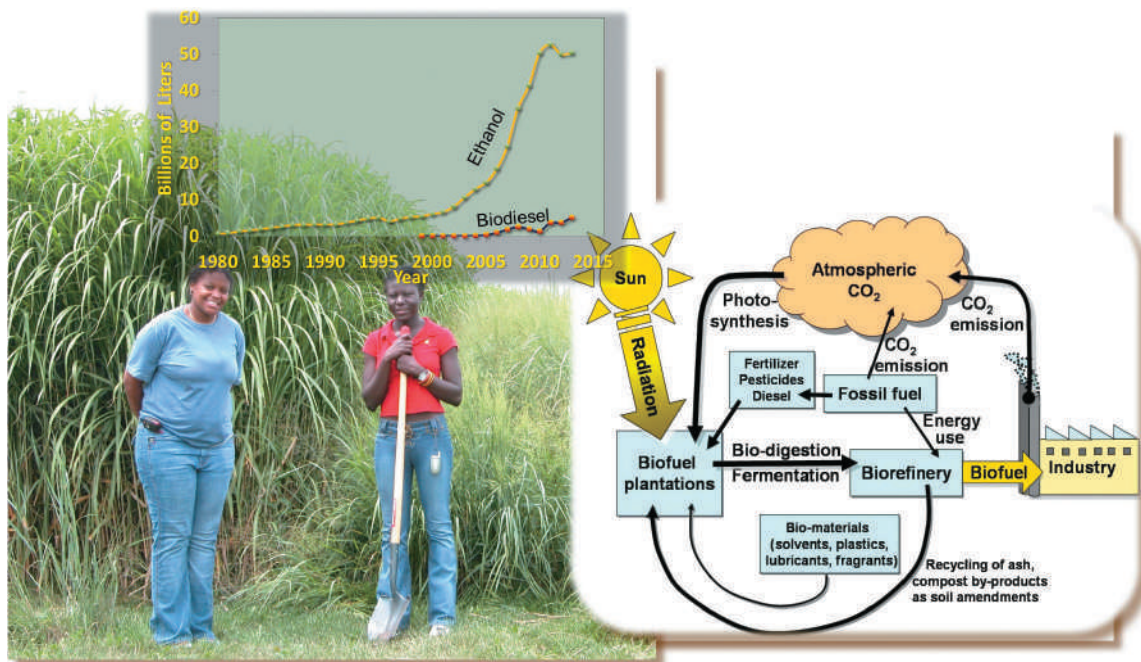 60
50
40
30
20
10
0
Billions of Liters
Ethanol
Biodiesel
1980 1985 1990 1995 2000 2005 2010 2015
Year
Sun
Radiation
Atmospheric
CO₂
Photo-
synthesis
CO₂
emission
CO₂
emission
Fertilizer
Pesticides
Diesel
Fossil fuel
Energy
use
Biofuel
plantations
Bio-digestion
Fermentation
Biorefinery
Biofuel
Industry
Bio-materials
(solvents, plastics,
lubricants, fragrants)
Recycling of ash,
compost by-products
as soil amendments